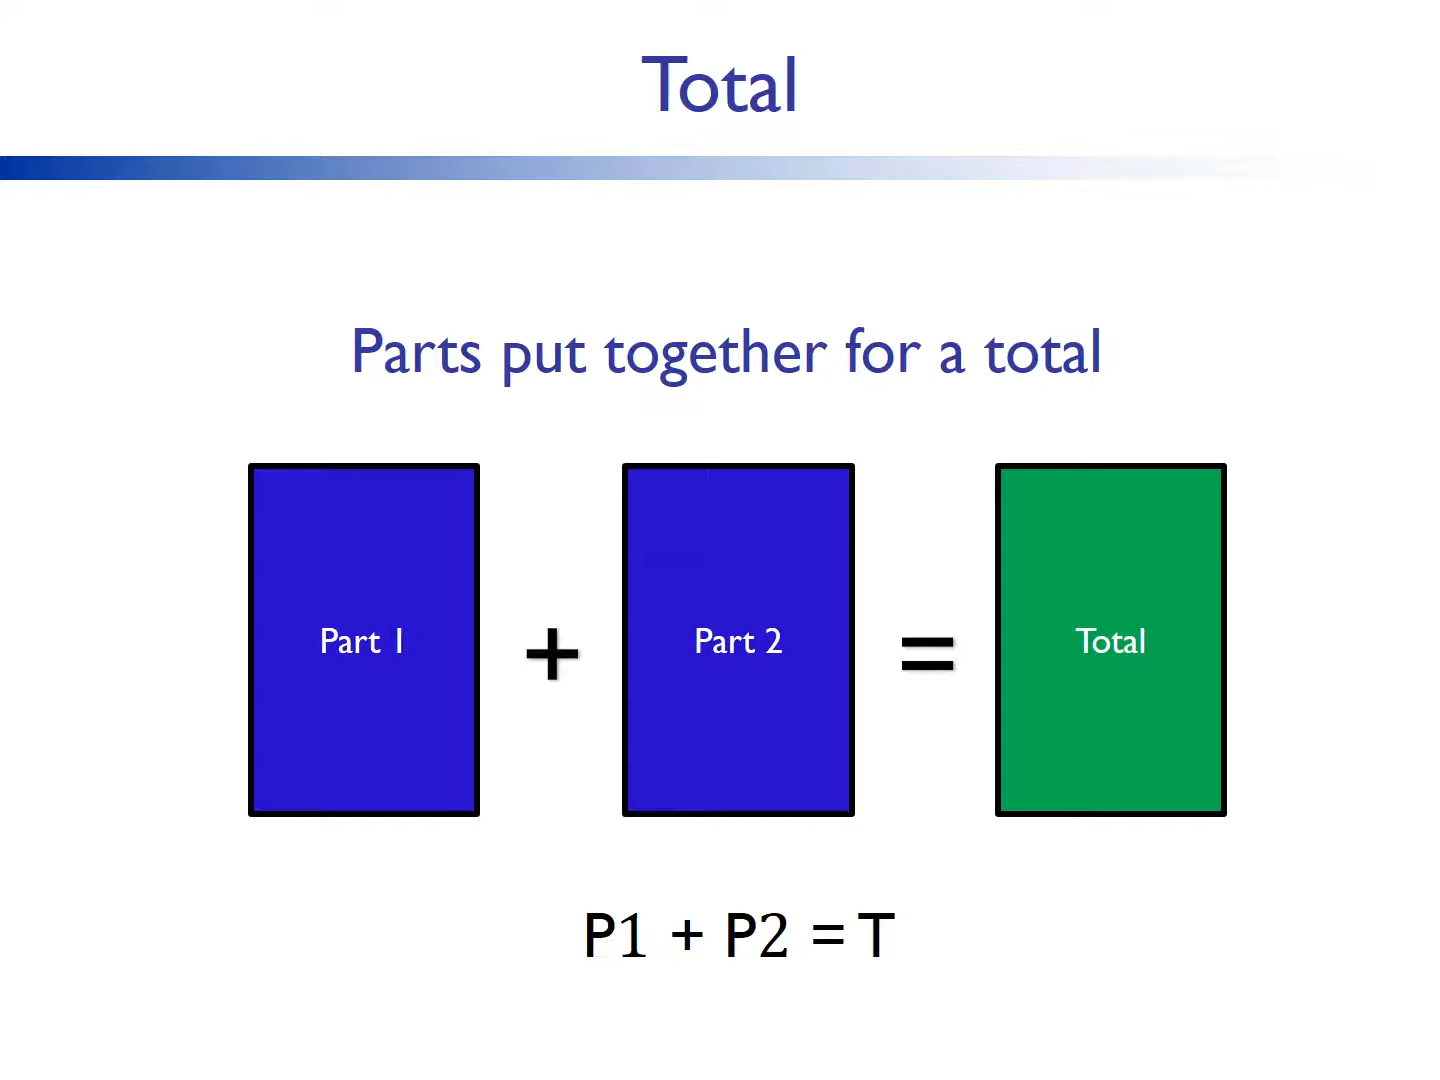 Total
Parts put together for a total
Part 1 + Part 2 = Total
P1 + P2 = T